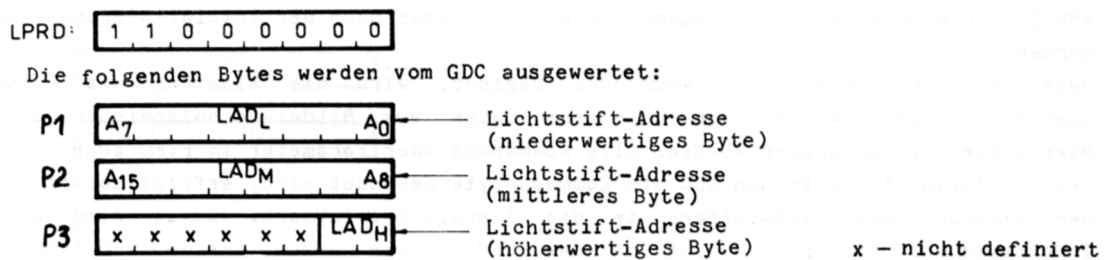 LPRD: 1 1 0 0 0 0 0 0
Die folgenden Bytes werden vom GDC ausgewertet:
P1 A7 LADL A0 Lichtstift-Adresse
(niederwertiges Byte)
P2 A15 LADM A8 Lichtstift-Adresse
(mittleres Byte)
P3 x x x x x x LADH Lichtstift-Adresse
(höherwertiges Byte) x — nicht definiert